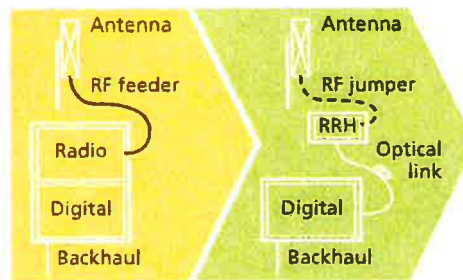 Antenna
RF feeder
Radio
Digital
Backhaul
Antenna
RF jumper
RRH
Optical
link
Digital
Backhaul